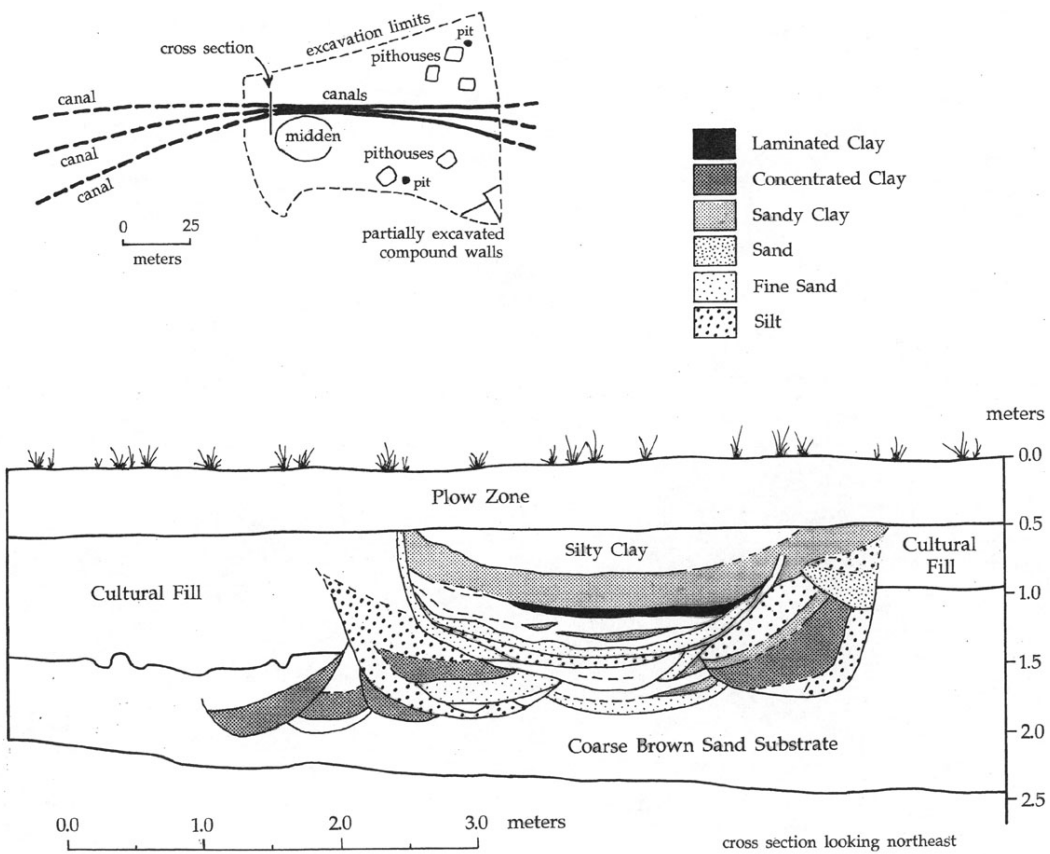 excavation limits
pit
cross section
pithouses
canal
canals
midden
canal
pithouses
canal
pit
0 25
meters
partially excavated
compound walls
Laminated Clay
Concentrated Clay
Sandy Clay
Sand
Fine Sand
Silt
meters
0.0
Plow Zone
0.5
Silty Clay
Cultural
Fill
Cultural Fill
1.0
1.5
2.0
Coarse Brown Sand Substrate
2.5
0.0 1.0 2.0 3.0 meters
cross section looking northeast